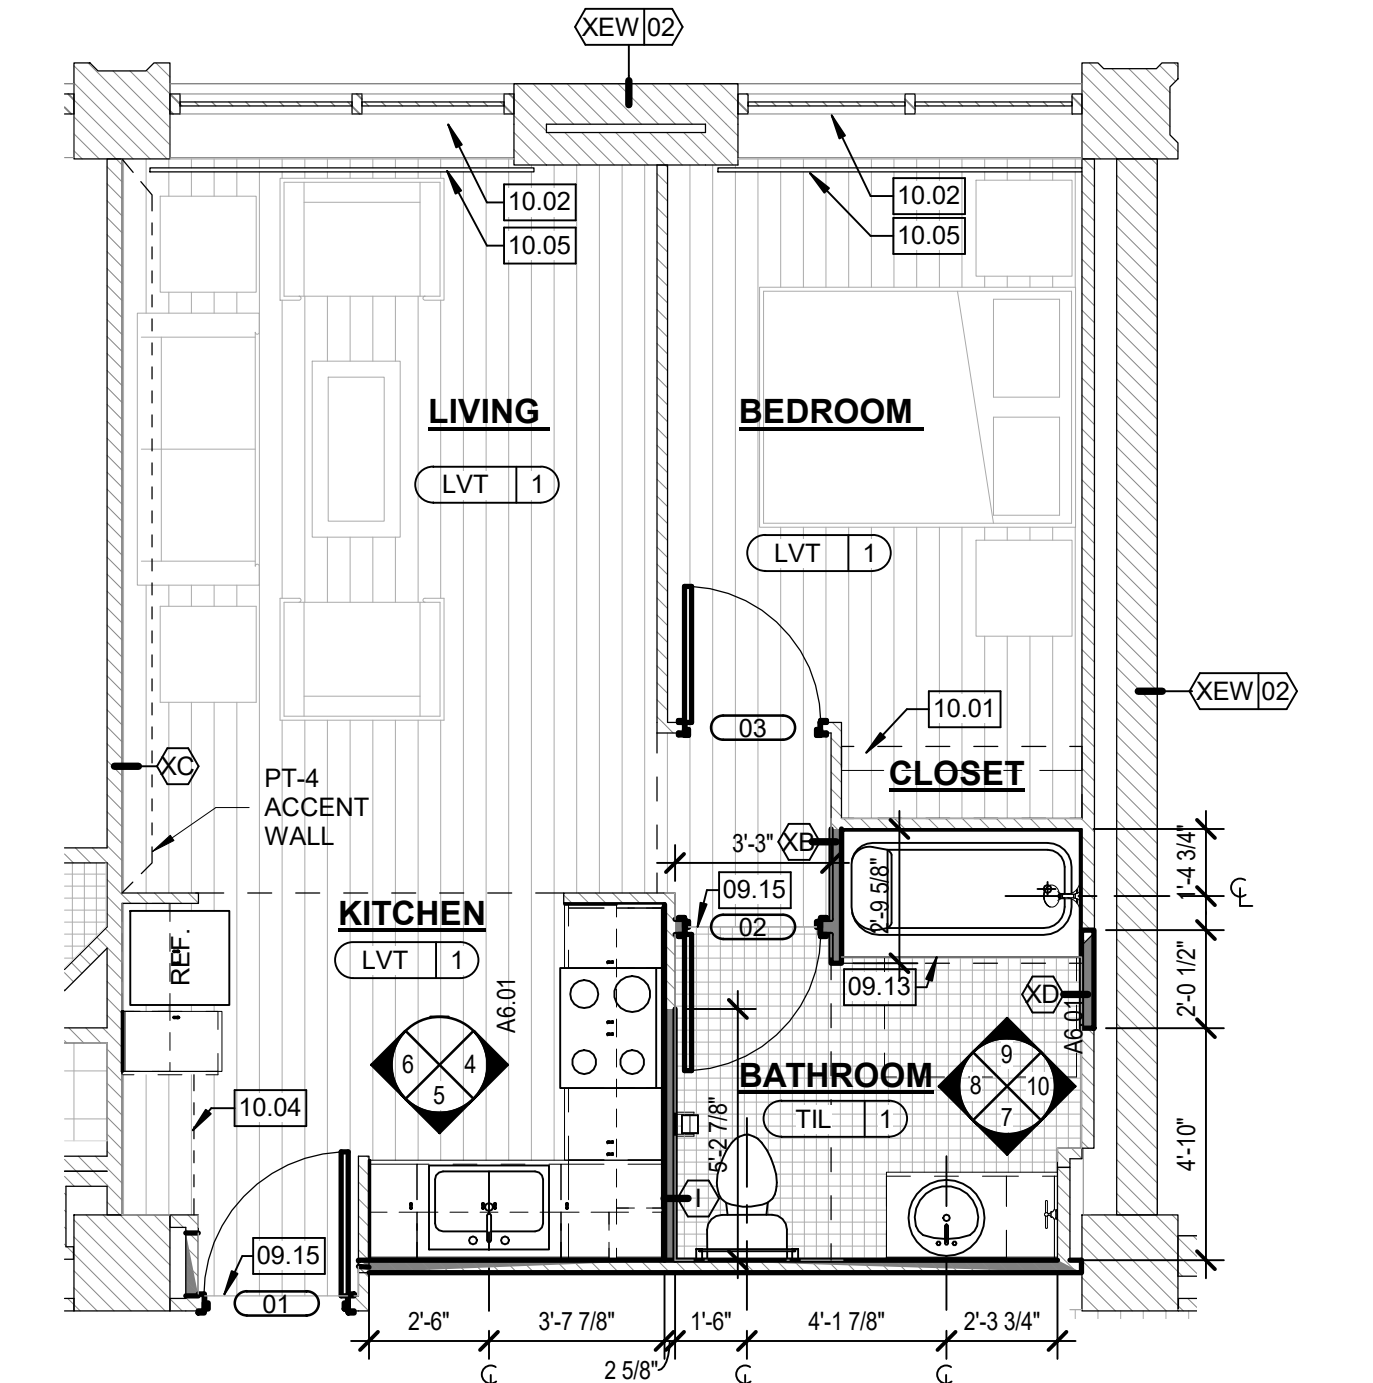 XEW 02
10.02
10.05
10.02
10.05
LIVING
LVT 1
BEDROOM
LVT 1
XEW 02
10.01
03
CLOSET
XC
PT-4
ACCENT
WALL
3'-3"
XB
2'-9 5/8"
1'-4 3/4"
CL
09.15
02
KITCHEN
LVT 1
REF.
A6.01
6
4
5
09.13
XD
2'-0 1/2"
A6.01
9
8
10
7
BATHROOM
TIL 1
5'-2 7/8"
4'-10"
10.04
I
09.15
01
2'-6"
3'-7 7/8"
1'-6"
4'-1 7/8"
2'-3 3/4"
2 5/8"
CL
CL
CL